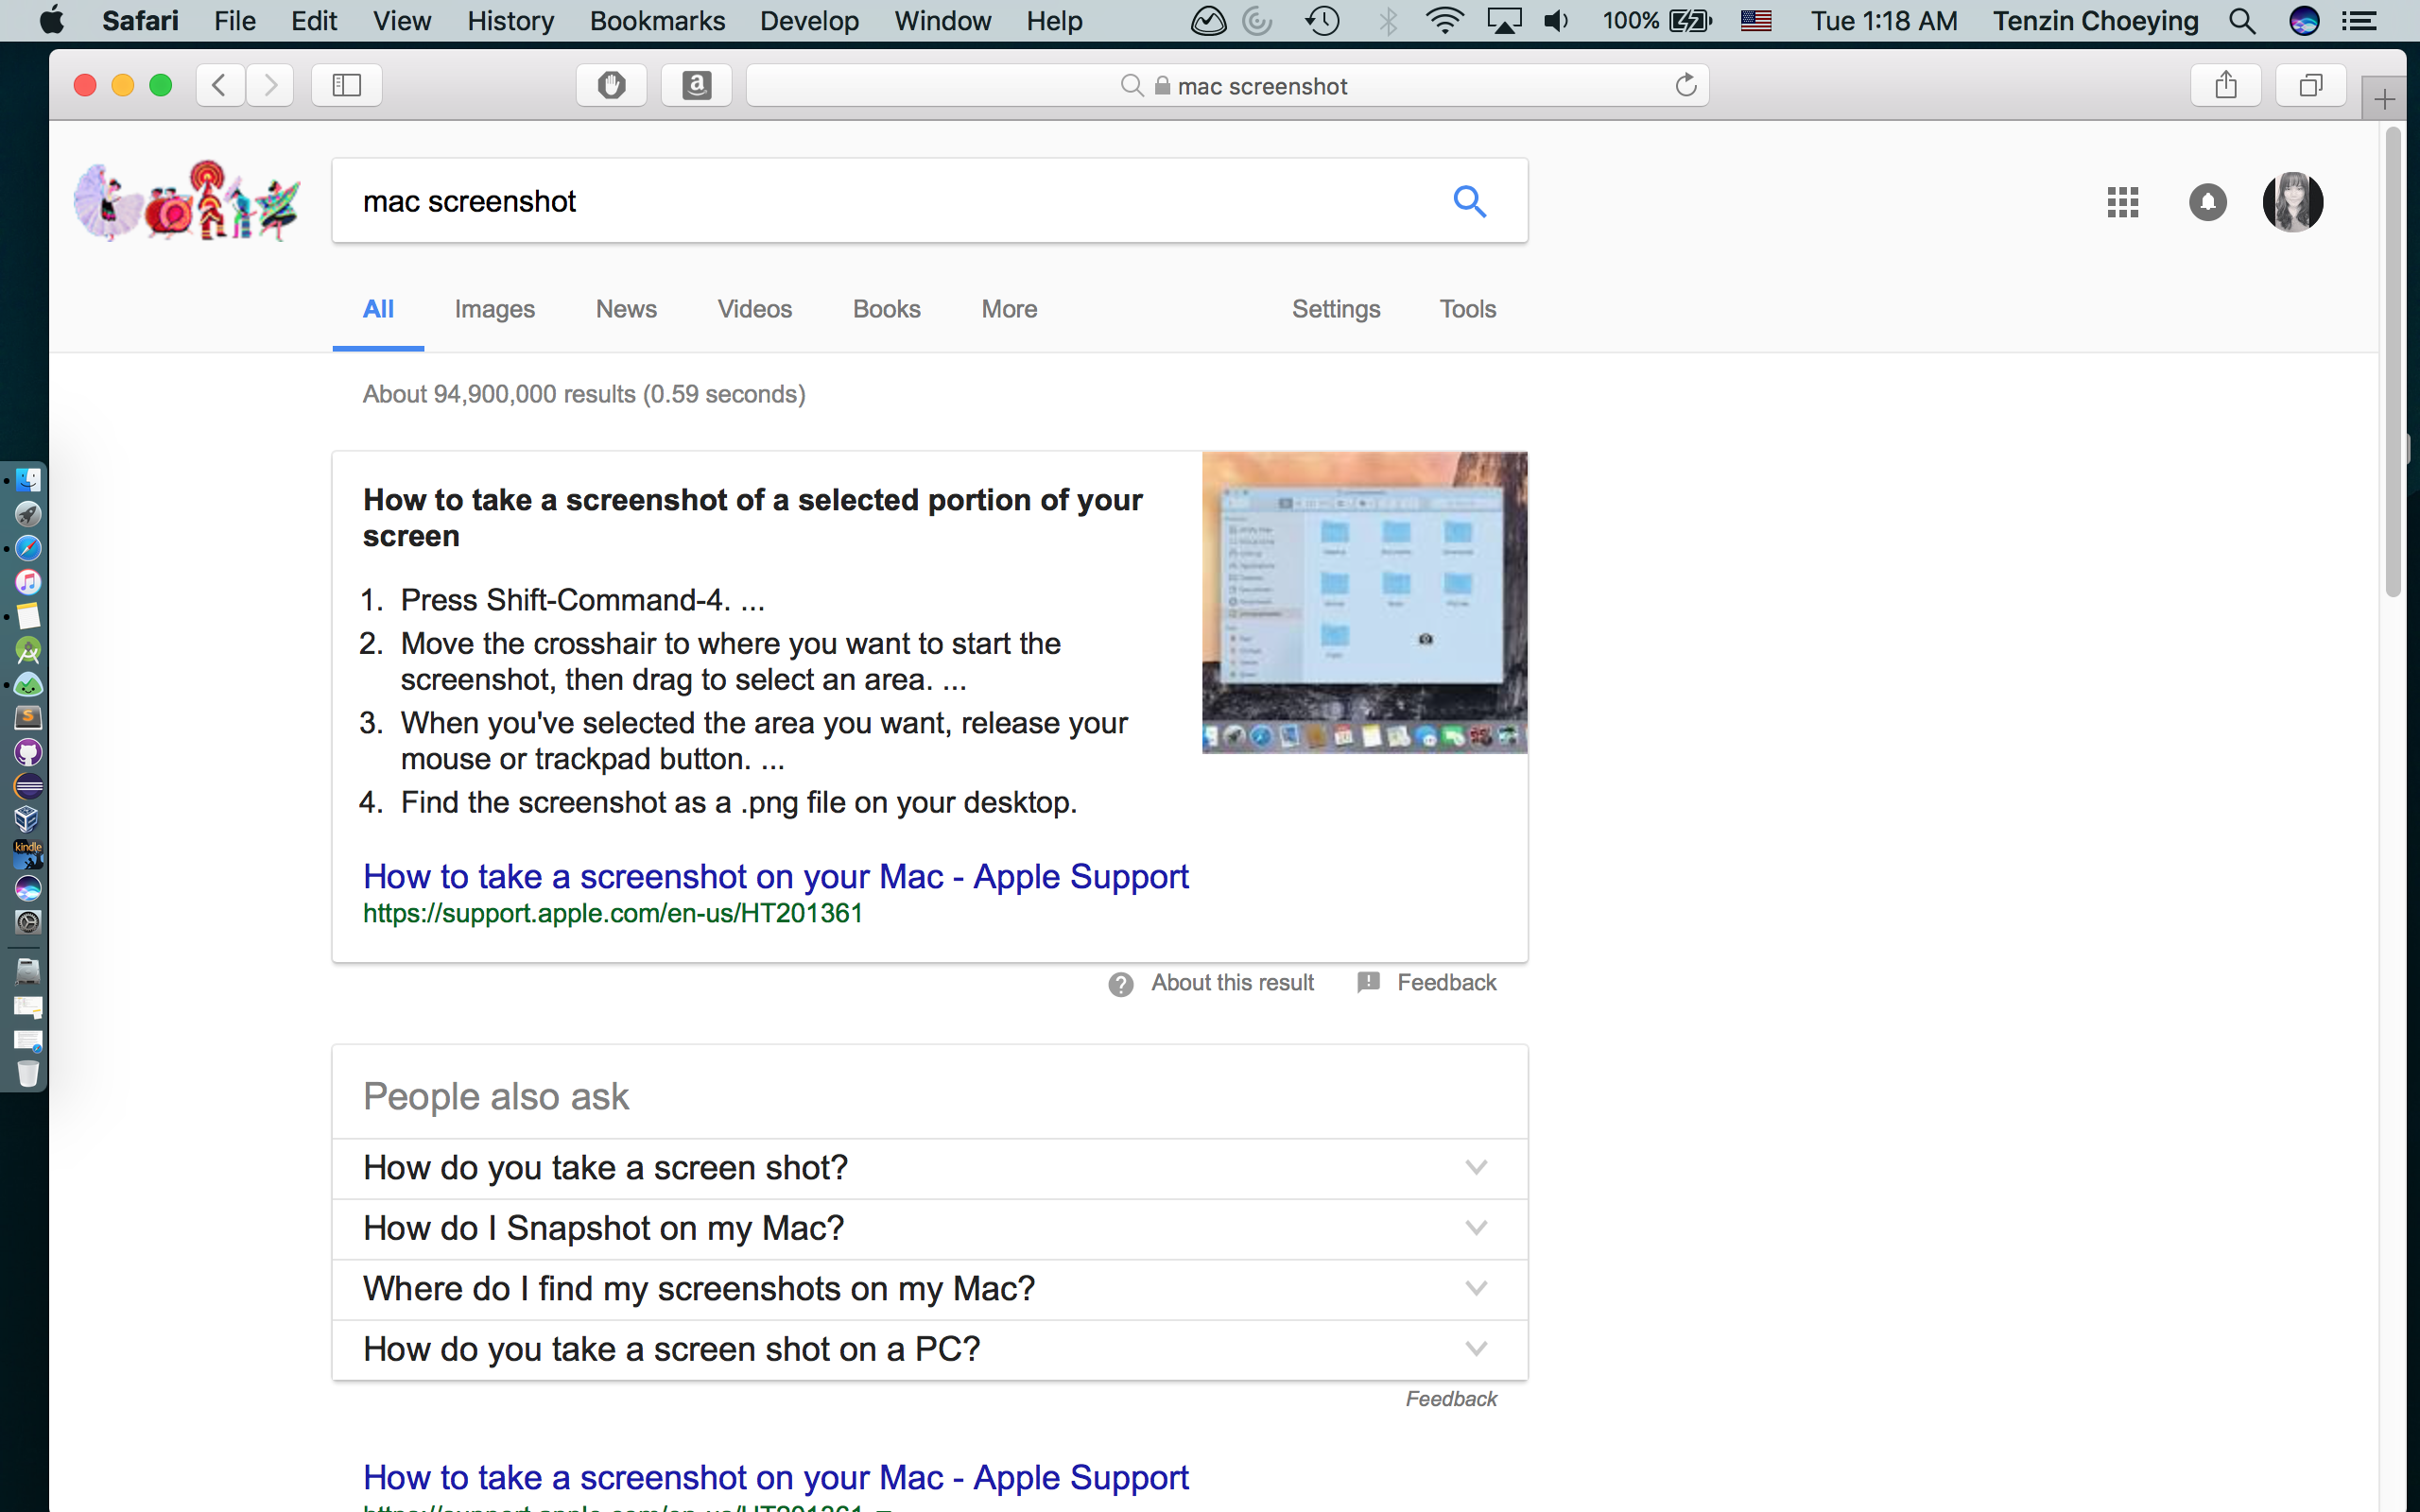 Safari File Edit View History Bookmarks Develop Window Help 100% Tue 1:18 AM Tenzin Choeying
mac screenshot
mac screenshot
All Images News Videos Books More Settings Tools
About 94,900,000 results (0.59 seconds)
How to take a screenshot of a selected portion of your
screen
1. Press Shift-Command-4. ...
2. Move the crosshair to where you want to start the
screenshot, then drag to select an area. ...
3. When you've selected the area you want, release your
mouse or trackpad button. ...
4. Find the screenshot as a .png file on your desktop.
kindle
How to take a screenshot on your Mac - Apple Support
https://support.apple.com/en-us/HT201361
About this result Feedback
People also ask
How do you take a screen shot?
How do I Snapshot on my Mac?
Where do I find my screenshots on my Mac?
How do you take a screen shot on a PC?
Feedback
How to take a screenshot on your Mac - Apple Support
https://support.apple.com/en-us/HT201361